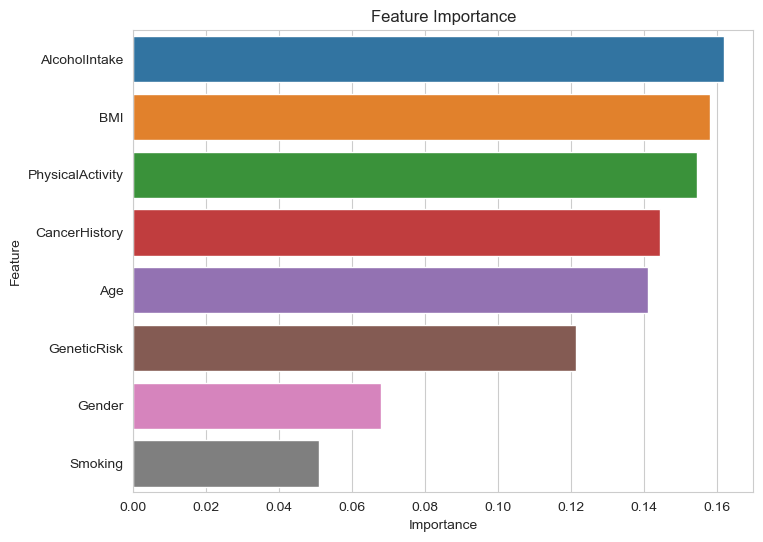 Feature Importance
AlcoholIntake
BMI
PhysicalActivity
CancerHistory
Age
GeneticRisk
Gender
Smoking
Feature
0.00 0.02 0.04 0.06 0.08 0.10 0.12 0.14 0.16
Importance